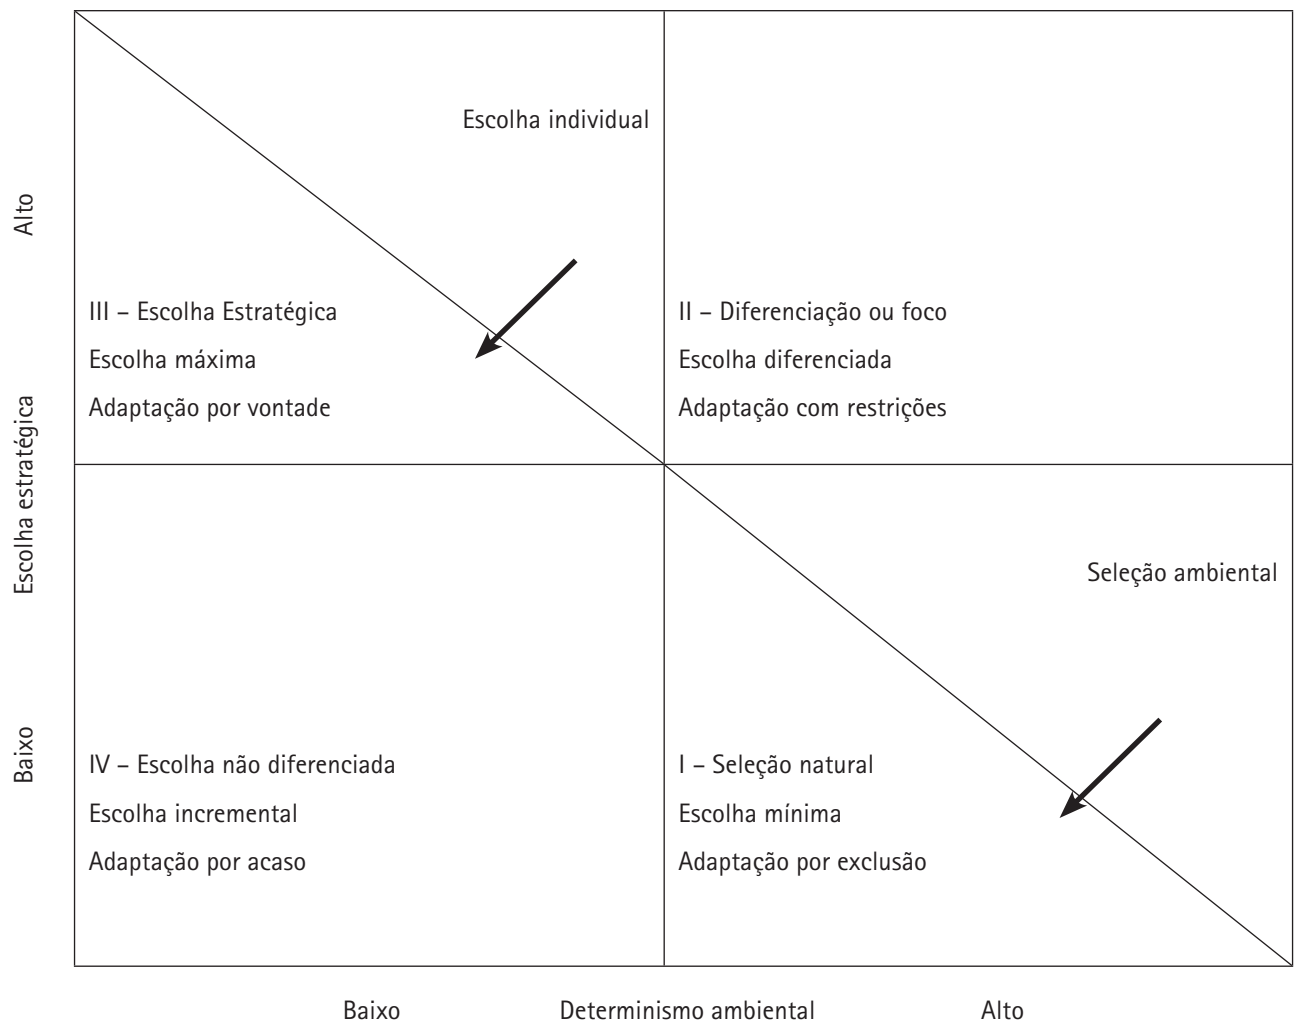 Alto
Escolha estratégica
Baixo
Escolha individual
III – Escolha Estratégica
Escolha máxima
Adaptação por vontade
II – Diferenciação ou foco
Escolha diferenciada
Adaptação com restrições
Seleção ambiental
IV – Escolha não diferenciada
Escolha incremental
Adaptação por acaso
I – Seleção natural
Escolha mínima
Adaptação por exclusão
Baixo
Determinismo ambiental
Alto